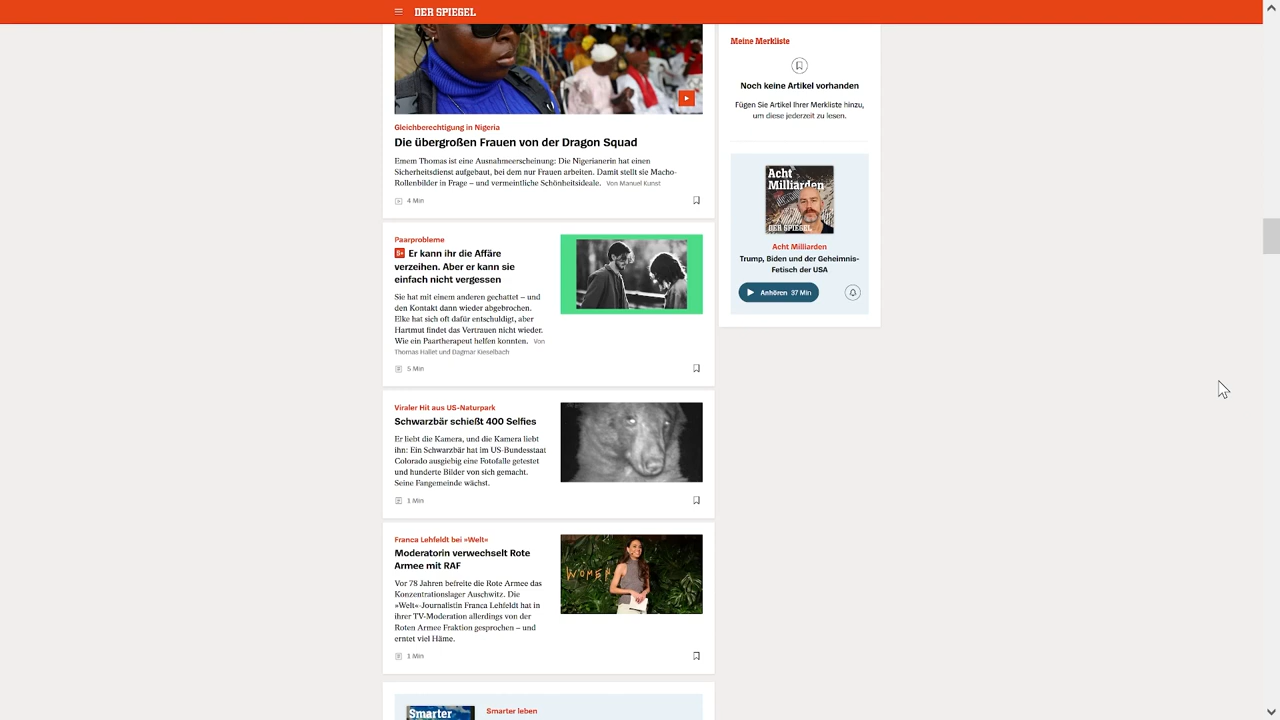 DER SPIEGEL
Gleichberechtigung in Nigeria
Die übergroßen Frauen von der Dragon Squad
Emem Thomas ist eine Ausnahmeerscheinung: Die Nigerianerin hat einen
Sicherheitsdienst aufgebaut, bei dem nur Frauen arbeiten. Damit stellt sie Macho-
Rollenbilder in Frage – und vermeintliche Schönheitsideale. Von Manuel Kunst
4 Min
Paarprobleme
S+ Er kann ihr die Affäre
verzeihen. Aber er kann sie
einfach nicht vergessen
Sie hat mit einem anderen gechattet – und
den Kontakt dann wieder abgebrochen.
Elke hat sich oft dafür entschuldigt, aber
Hartmut findet das Vertrauen nicht wieder.
Wie ein Paartherapeut helfen konnten. Von
Thomas Hallet und Dagmar Kieselbach
5 Min
Viraler Hit aus US-Naturpark
Schwarzbär schießt 400 Selfies
Er liebt die Kamera, und die Kamera liebt
ihn: Ein Schwarzbär hat im US-Bundesstaat
Colorado ausgiebig eine Fotofalle getestet
und hunderte Bilder von sich gemacht.
Seine Fangemeinde wächst.
1 Min
Franca Lehfeldt bei »Welt«
Moderatorin verwechselt Rote
Armee mit RAF
Vor 78 Jahren befreite die Rote Armee das
Konzentrationslager Auschwitz. Die
»Welt«-Journalistin Franca Lehfeldt hat in
ihrer TV-Moderation allerdings von der
Roten Armee Fraktion gesprochen – und
erntet viel Häme.
WOMEN
1 Min
Smarter
Smarter leben
Meine Merkliste
Noch keine Artikel vorhanden
Fügen Sie Artikel Ihrer Merkliste hinzu,
um diese jederzeit zu lesen.
Acht
Milliarden
DER SPIEGEL
Acht Milliarden
Trump, Biden und der Geheimnis-
Fetisch der USA
Anhören 37 Min